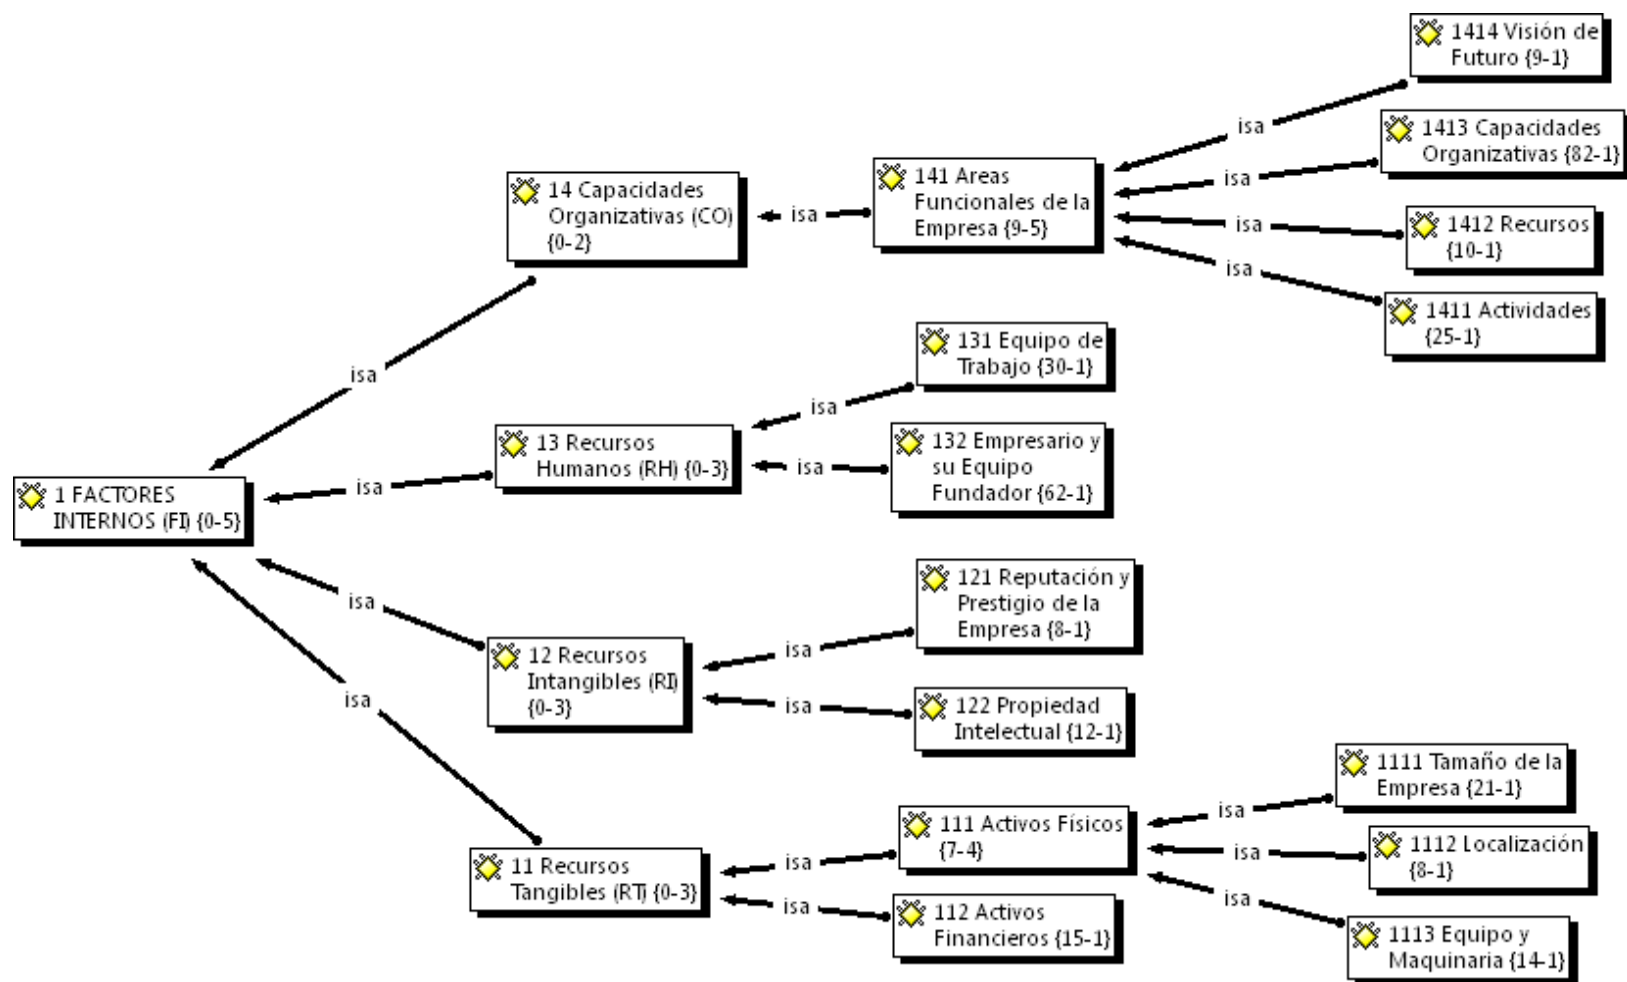 1414 Visión de
Futuro {9-1}
isa
1413 Capacidades
Organizativas {82-1}
isa
141 Areas
Funcionales de la
Empresa {9-5}
14 Capacidades
Organizativas (CO)
{0-2}
isa
isa
1412 Recursos
{10-1}
isa
1411 Actividades
{25-1}
isa
131 Equipo de
Trabajo {30-1}
isa
13 Recursos
Humanos (RH) {0-3}
132 Empresario y
su Equipo
Fundador {62-1}
isa
isa
1 FACTORES
INTERNOS (FI) {0-5}
isa
121 Reputación y
Prestigio de la
Empresa {8-1}
isa
12 Recursos
Intangibles (RI)
{0-3}
isa
122 Propiedad
Intelectual {12-1}
isa
1111 Tamaño de la
Empresa {21-1}
isa
111 Activos Físicos
{7-4}
isa
1112 Localización
{8-1}
isa
11 Recursos
Tangibles (RTi) {0-3}
isa
112 Activos
Financieros {15-1}
isa
1113 Equipo y
Maquinaria {14-1}